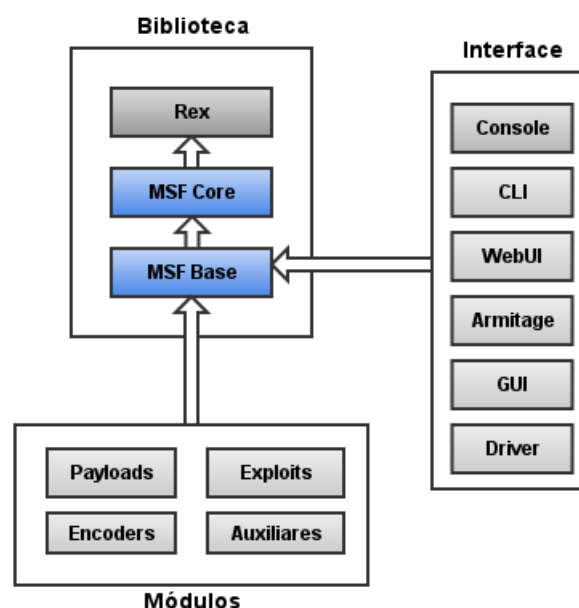 Biblioteca
Rex
MSF Core
MSF Base
Interface
Console
CLI
WebUI
Armitage
GUI
Driver
Payloads
Exploits
Encoders
Auxiliares
Módulos